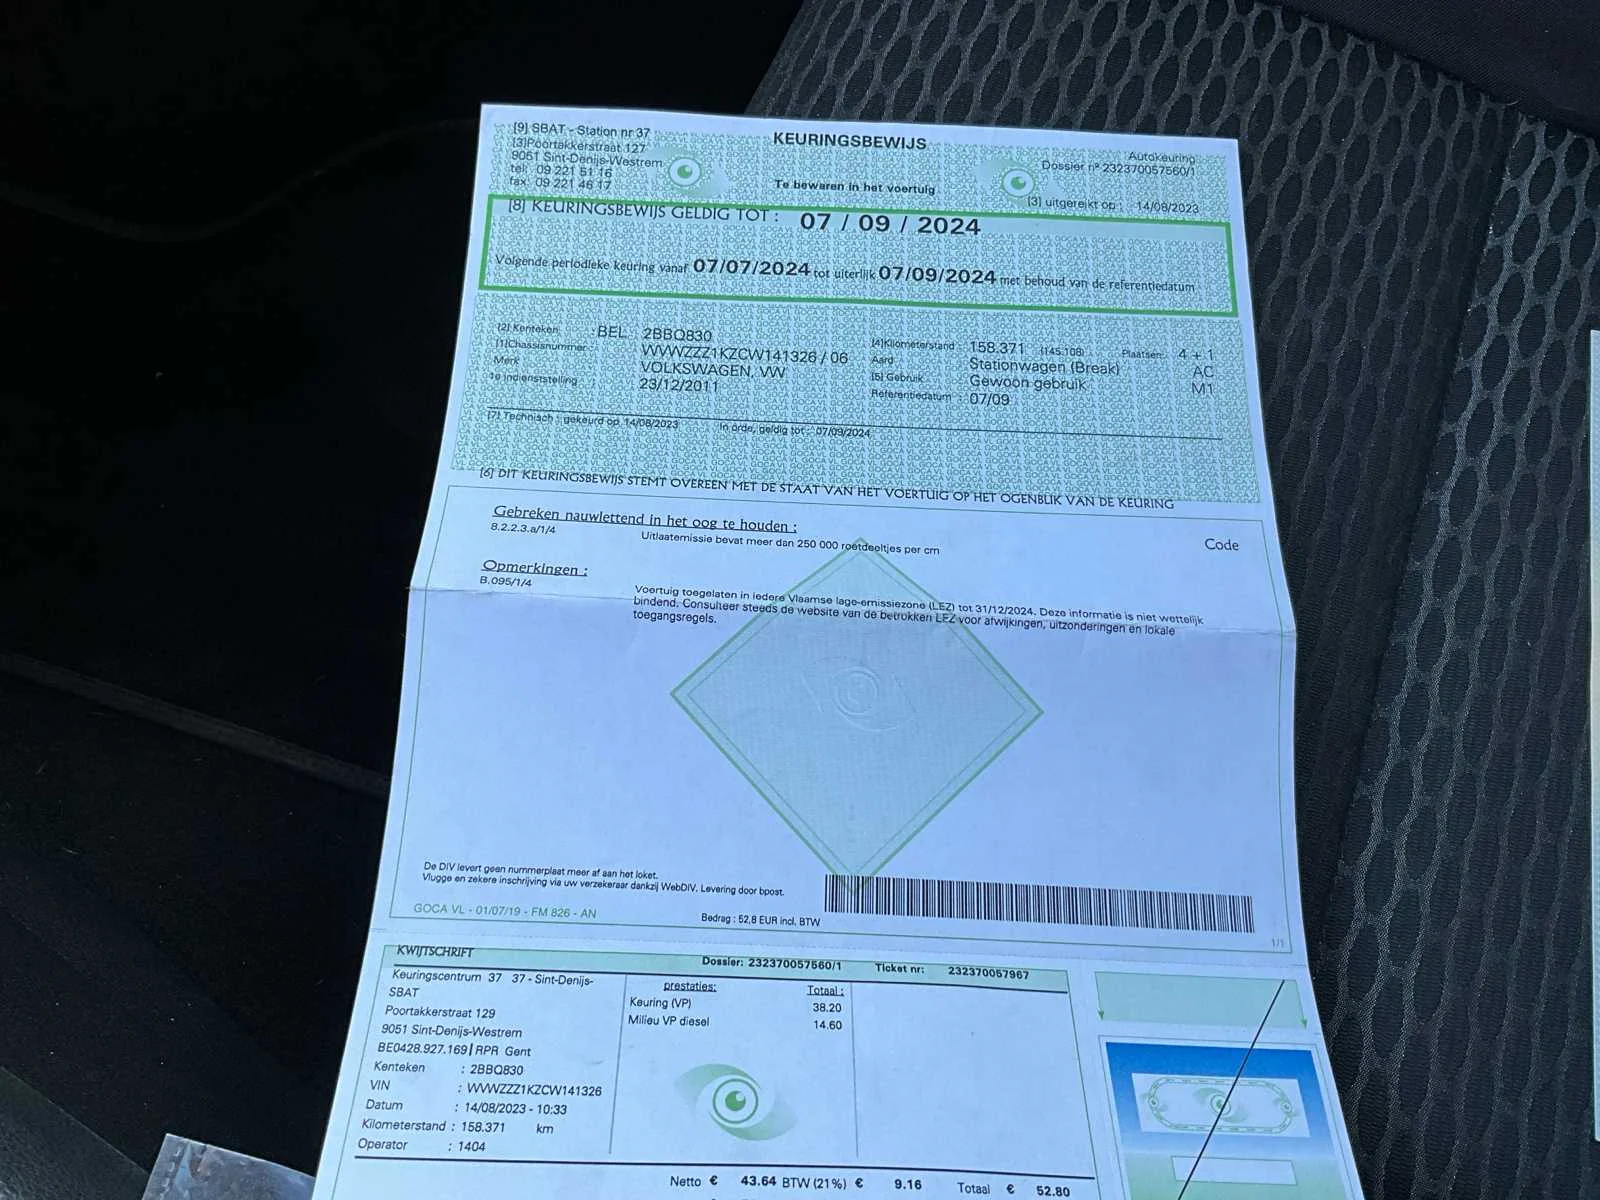 [9] SBAT - Station nr 37
[3]Poortakkerstraat 127
9051 Sint-Denijs-Westrem
tel: 09 221 51 16
fax: 09 221 46 17
KEURINGSBEWIJS
Te bewaren in het voertuig
Autokeuring
Dossier nº 232370057560/1
[3] uitgereikt op : 14/08/2023
[8] KEURINGSBEWIJS GELDIG TOT : 07 / 09 / 2024
Volgende periodieke keuring vanaf 07/07/2024 tot uiterlijk 07/09/2024 met behoud van de referentiedatum
[2] Kenteken : BEL 2BBQ830
[1]Chassisnummer : WVWZZZ1KZCW141326 / 06
Merk VOLKSWAGEN, VW
1e indienststelling : 23/12/2011
[4]Kilometerstand : 158.371 (145.108) Plaatsen: 4 + 1
Aard Stationwagen (Break) AC
[5] Gebruik : Gewoon gebruik M1
Referentiedatum : 07/09
[7] Technisch : gekeurd op 14/08/2023 In orde, geldig tot : 07/09/2024
[6] DIT KEURINGSBEWIJS STEMT OVEREEN MET DE STAAT VAN HET VOERTUIG OP HET OGENBLIK VAN DE KEURING
Gebreken nauwlettend in het oog te houden :
Code
8.2.2.3.a/1/4 Uitlaatemissie bevat meer dan 250 000 roetdeeltjes per cm
Opmerkingen :
B.095/1/4 Voertuig toegelaten in iedere Vlaamse lage-emissiezone (LEZ) tot 31/12/2024. Deze informatie is niet wettelijk
bindend. Consulteer steeds de website van de betrokken LEZ voor afwijkingen, uitzonderingen en lokale
toegangsregels.
De DIV levert geen nummerplaat meer af aan het loket.
Vlugge en zekere inschrijving via uw verzekeraar dankzij WebDIV. Levering door bpost.
GOCA VL - 01/07/19 - FM 826 - AN
Bedrag : 52,8 EUR incl. BTW
1/1
KWIJTSCHRIFT
Dossier: 232370057560/1 Ticket nr: 232370057967
Keuringscentrum 37 37 - Sint-Denijs-
SBAT
Poortakkerstraat 129
9051 Sint-Denijs-Westrem
BE0428.927.169 | RPR Gent
Kenteken : 2BBQ830
VIN : WVWZZZ1KZCW141326
Datum : 14/08/2023 - 10:33
Kilometerstand : 158.371 km
Operator : 1404
prestaties: Totaal :
Keuring (VP) 38.20
Milieu VP diesel 14.60
Netto € 43.64 BTW (21%) € 9.16 Totaal € 52.80